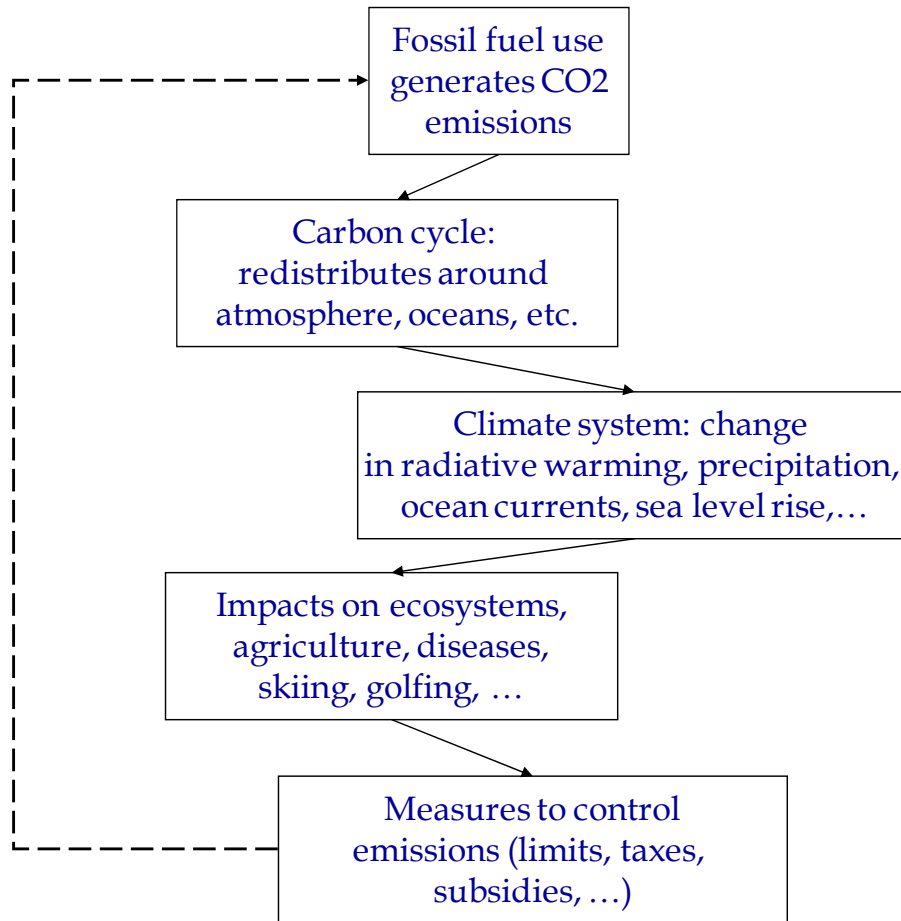 Fossil fuel use
generates CO2
emissions
Carbon cycle:
redistributes around
atmosphere, oceans, etc.
Climate system: change
in radiative warming, precipitation,
ocean currents, sea level rise,…
Impacts on ecosystems,
agriculture, diseases,
skiing, golfing, …
Measures to control
emissions (limits, taxes,
subsidies, …)